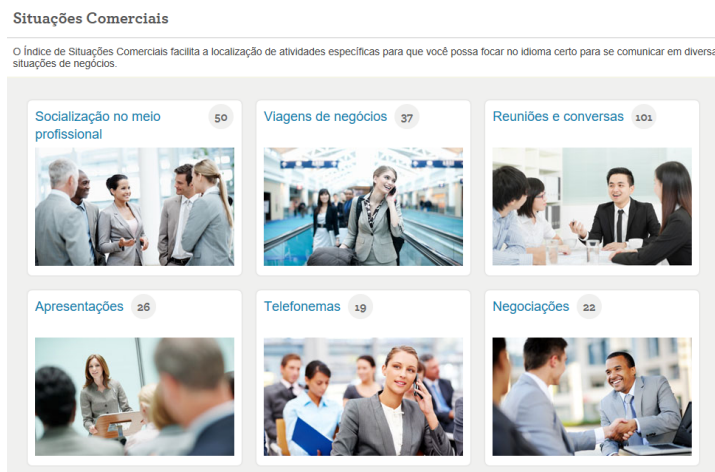 Situações Comerciais
O Índice de Situações Comerciais facilita a localização de atividades específicas para que você possa focar no idioma certo para se comunicar em diversa
situações de negócios.
Socialização no meio 50
profissional
Viagens de negócios 37
Reuniões e conversas 101
Apresentações 26
Telefonemas 19
Negociações 22